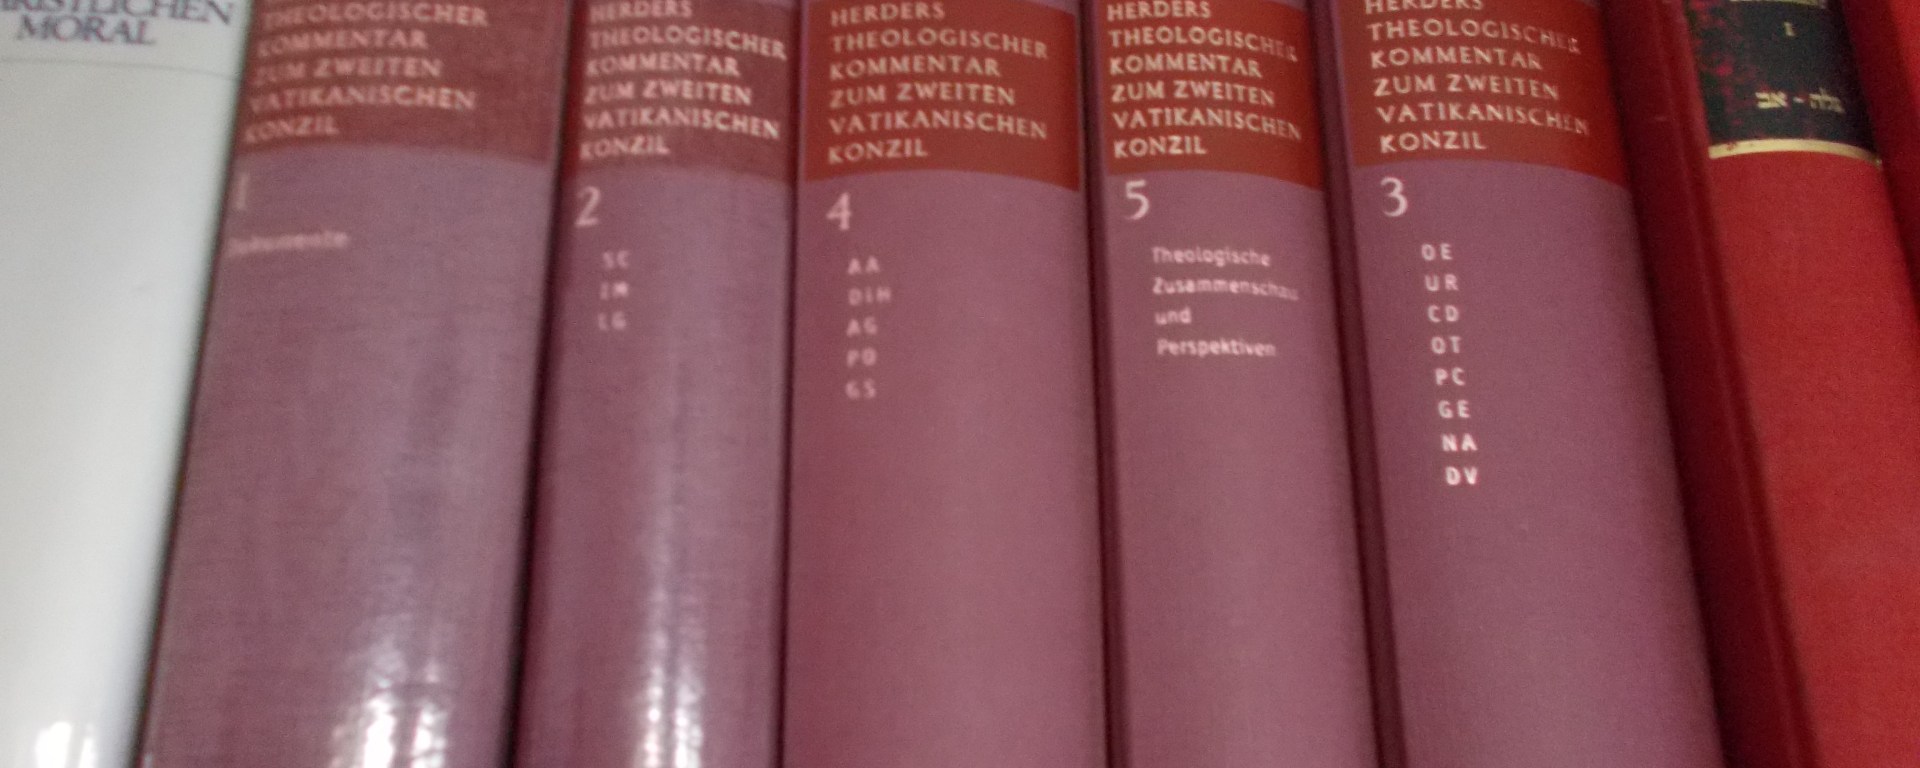 CHRISTLICHEN
MORAL
THEOLOGISCHER
KOMMENTAR
ZUM ZWEITEN
VATIKANISCHEN
KONZIL
1
Dokumente
HERDERS
THEOLOGISCHER
KOMMENTAR
ZUM ZWEITEN
VATIKANISCHEN
KONZIL
2
SC
IM
LG
HERDERS
THEOLOGISCHER
KOMMENTAR
ZUM ZWEITEN
VATIKANISCHEN
KONZIL
4
AA
DIH
AG
PO
GS
HERDERS
THEOLOGISCHER
KOMMENTAR
ZUM ZWEITEN
VATIKANISCHEN
KONZIL
5
Theologische
Zusammenschau
und
Perspektiven
HERDERS
THEOLOGISCHER
KOMMENTAR
ZUM ZWEITEN
VATIKANISCHEN
KONZIL
3
OE
UR
CD
OT
PC
GE
NA
DV
I